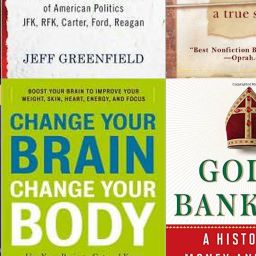 of American Politics
JFK, RFK, Carter, Ford, Reagan
JEFF GREENFIELD
a true s
"Best Nonfiction B
—Oprah.
BOOST YOUR BRAIN TO IMPROVE YOUR
WEIGHT, SKIN, HEART, ENERGY, AND FOCUS
CHANGE YOUR
BRAIN
CHANGE YOUR
BODY
GOD
BANK
A HISTO